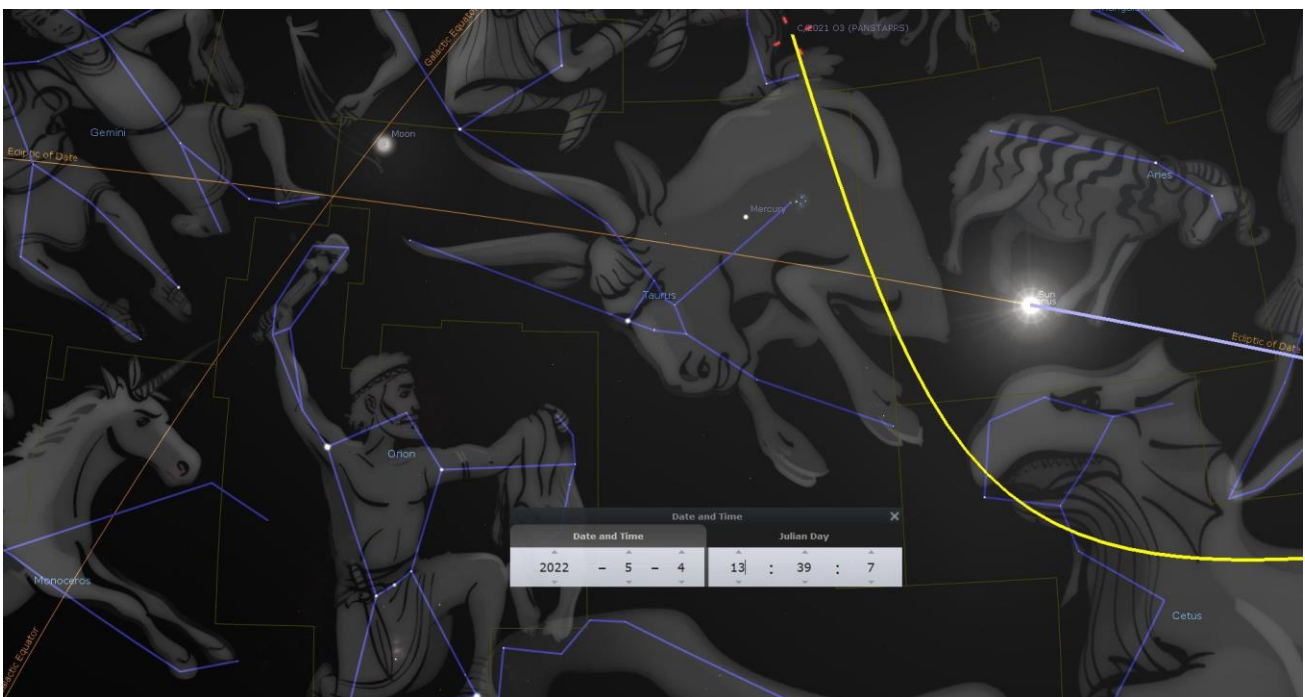 C/2021 O3 (PANSTARRS)
Galactic Equator
Gemini
Moon
Ecliptic of Date
Aries
Mercury
Taurus
Sun
Ecliptic of Date
Orion
Date and Time
Date and Time Julian Day
2022 - 5 - 4 13 : 39 : 7
Monoceros
Cetus
Galactic Equator